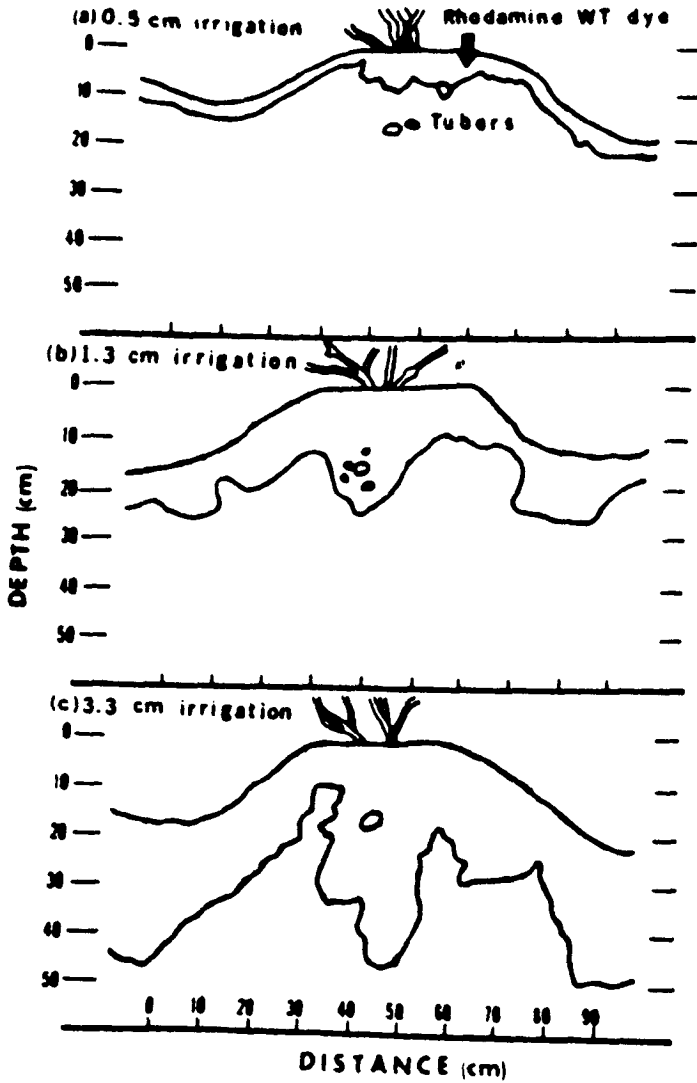 (a) 0.5 cm irrigation
Rhodamine WT dye
0
10
Tubers
20
30
40
50
(b) 1.3 cm irrigation
0
10
20
30
50
40
DEPTH (cm)
(c) 3.3 cm irrigation
0
10
20
30
40
50
0 10 20 30 40 50 60 70 80 90
DISTANCE (cm)